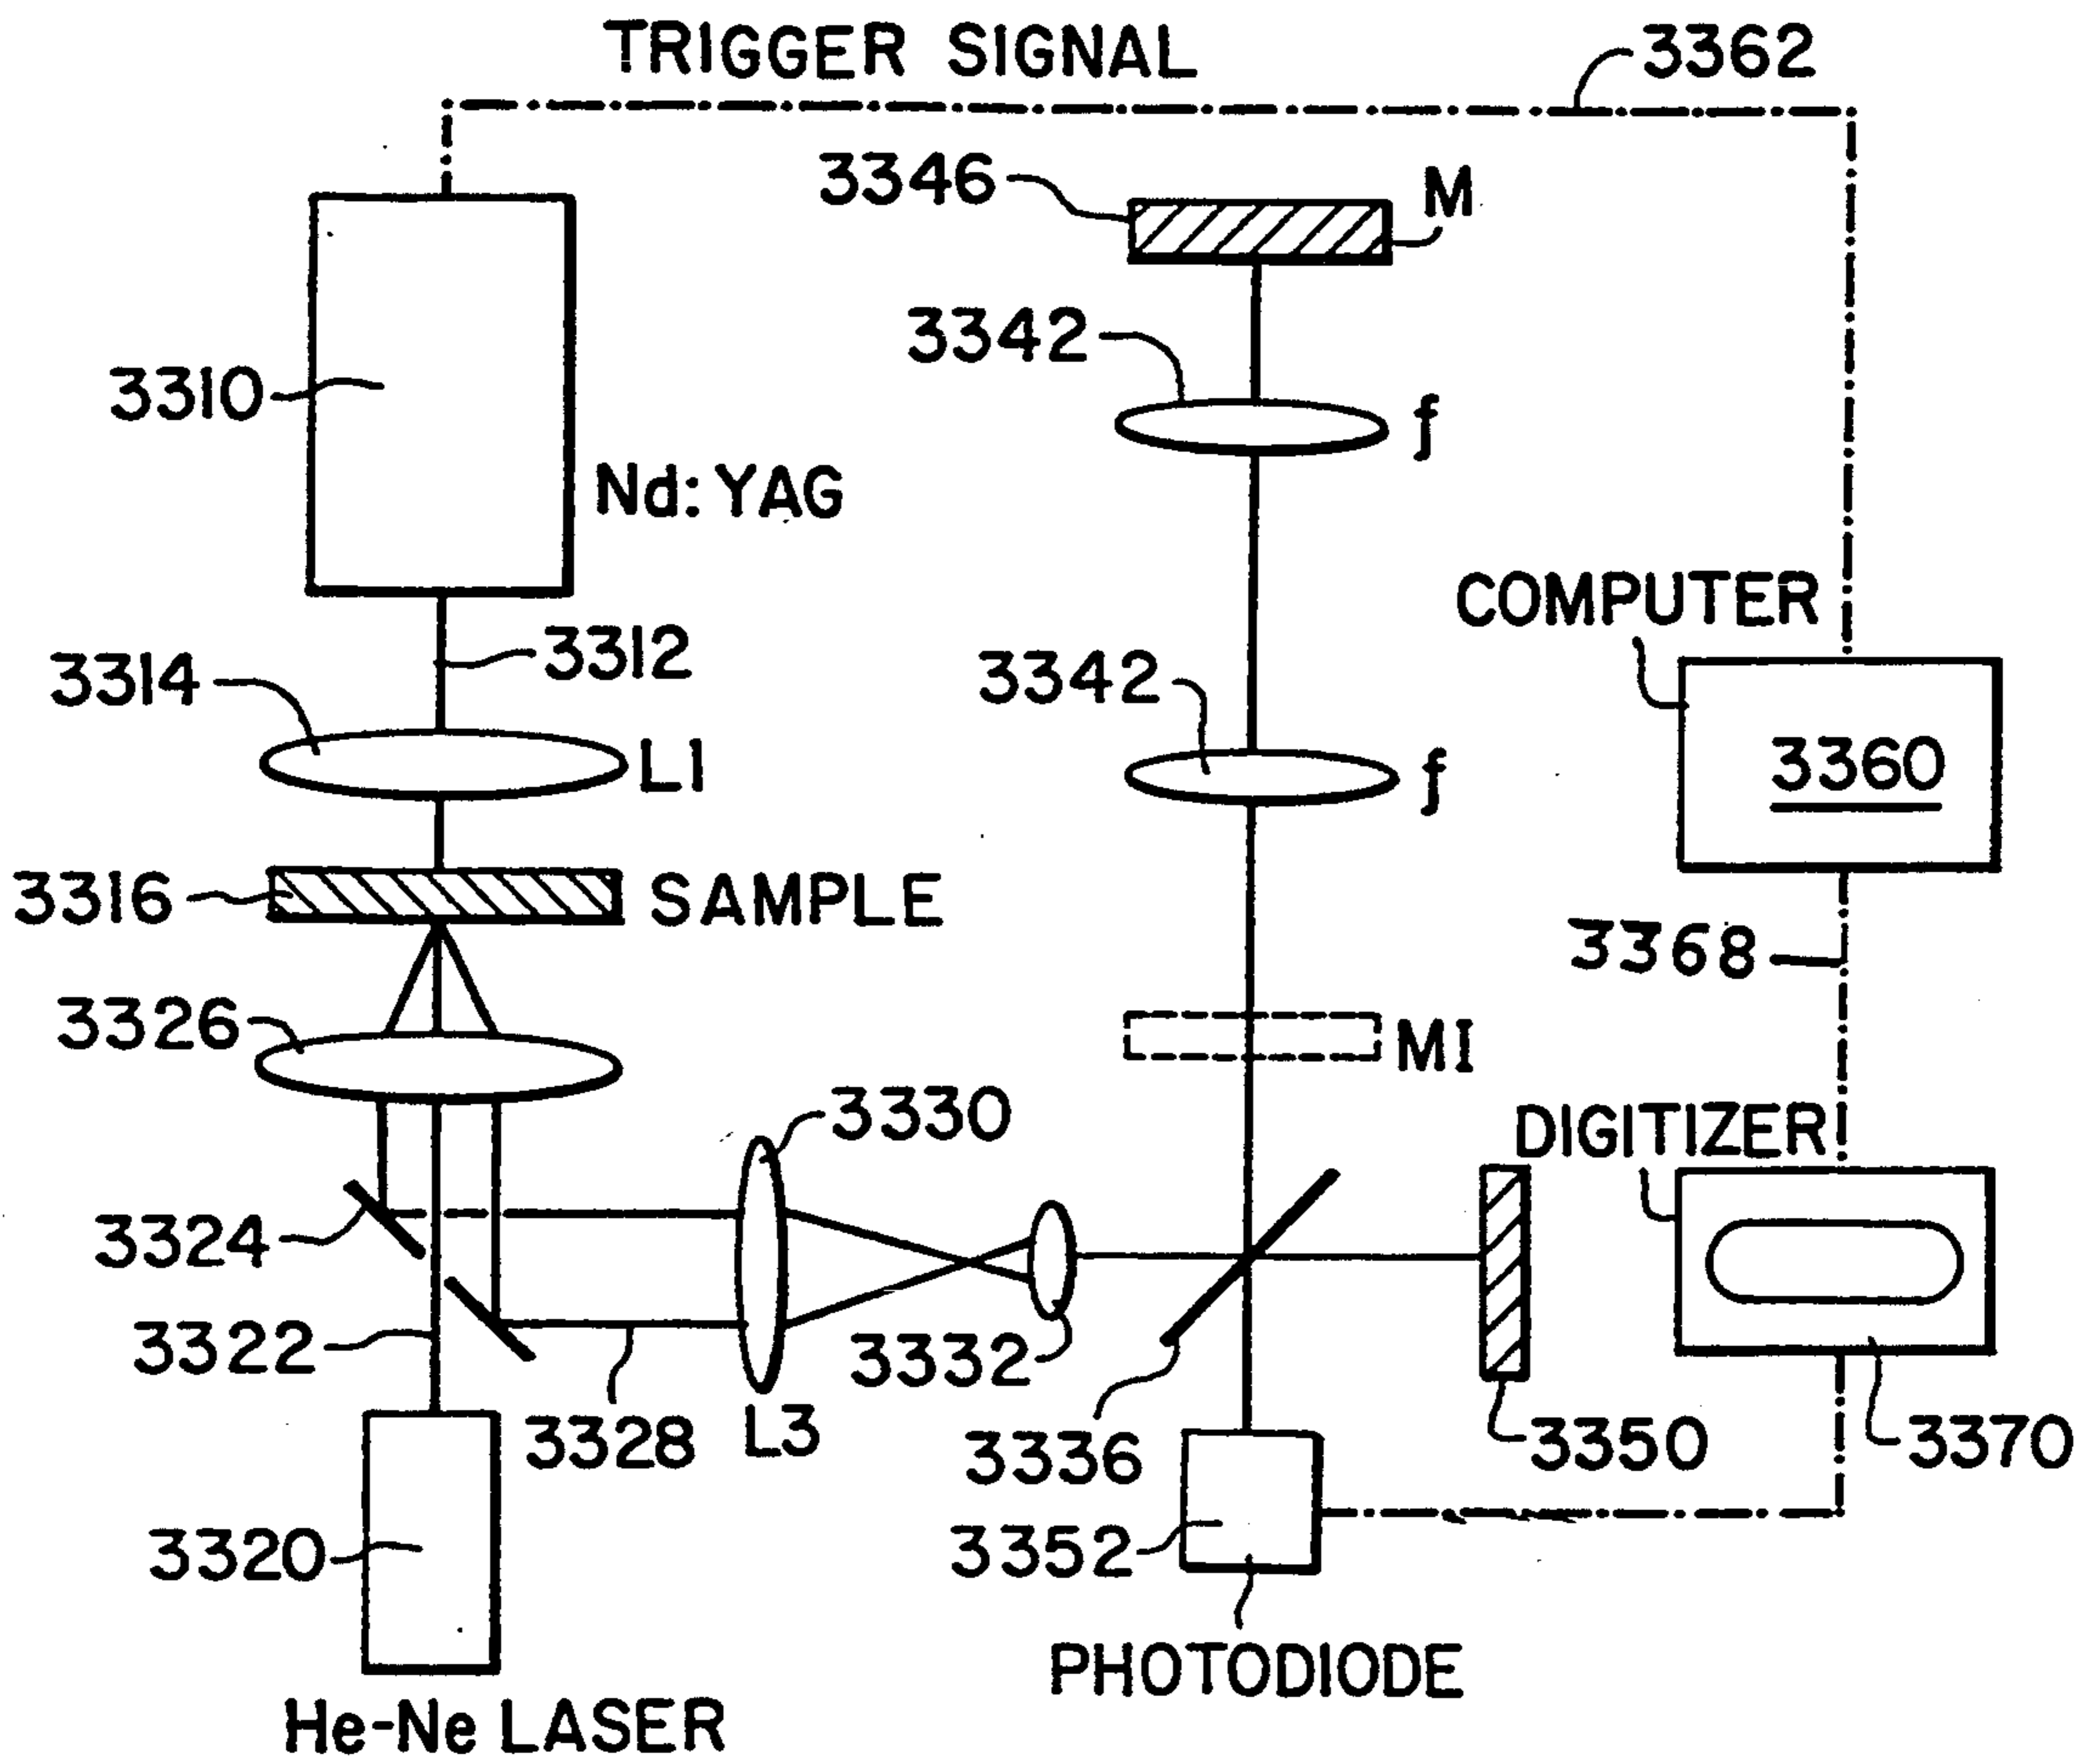 TRIGGER SIGNAL
3362
3346
M
3342
f
3310
Nd:YAG
COMPUTER
3312
3314
3342
L1
f
3360
3316
SAMPLE
3368
3326
MI
3330
DIGITIZER
3324
3322
3332
3328
L3
3336
3350
3370
3320
3352
PHOTODIODE
He-Ne LASER